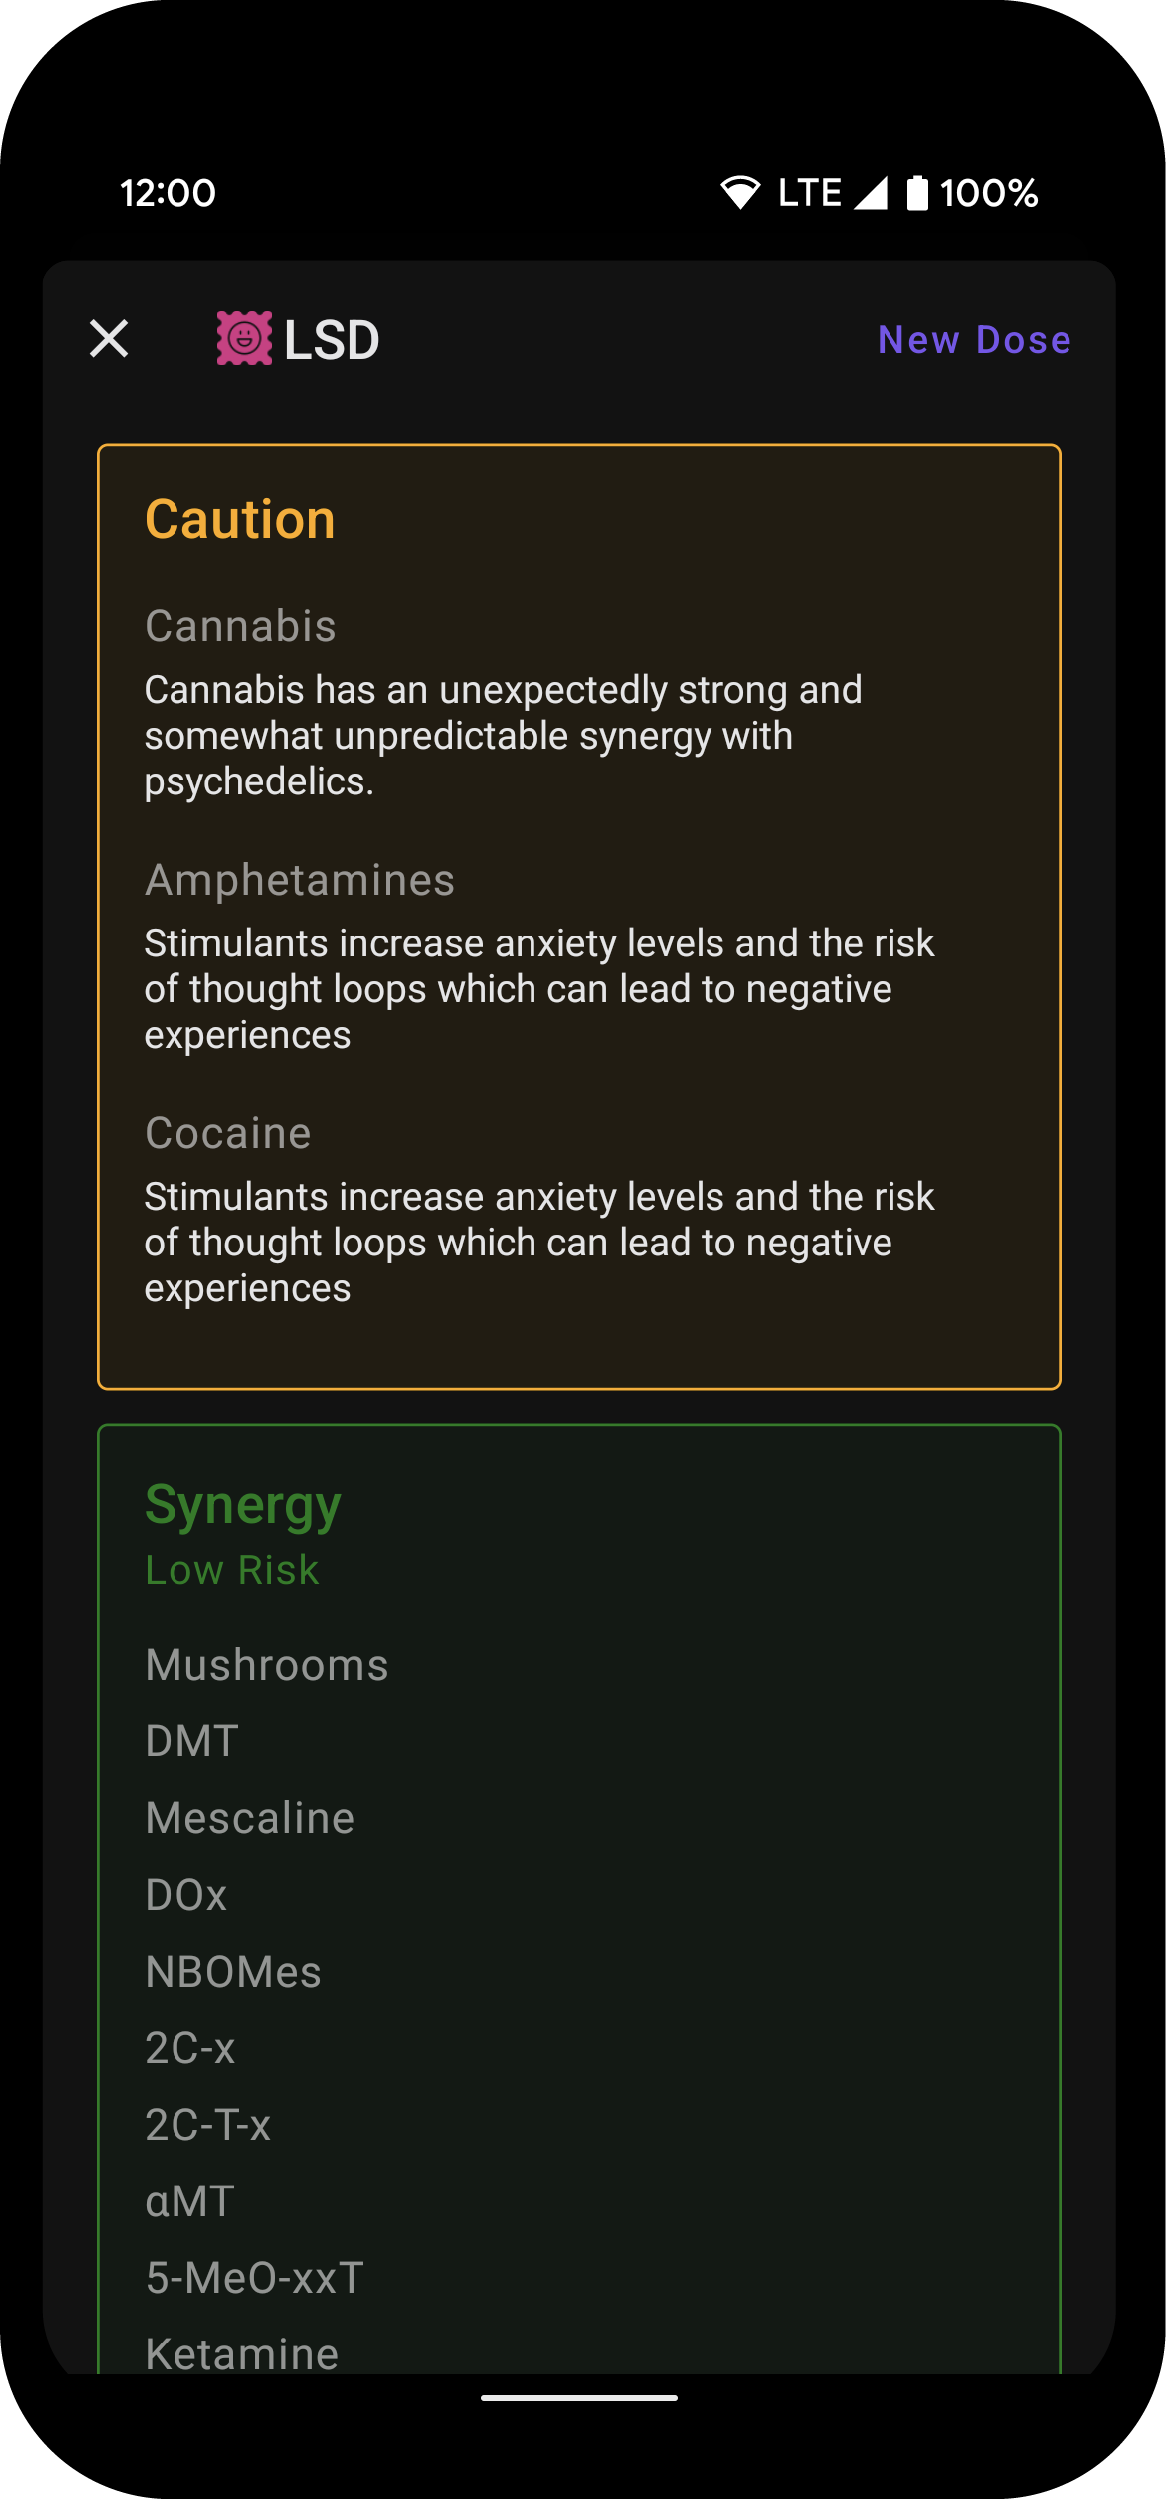 12:00 LTE 100%
LSD New Dose
Caution
Cannabis
Cannabis has an unexpectedly strong and
somewhat unpredictable synergy with
psychedelics.
Amphetamines
Stimulants increase anxiety levels and the risk
of thought loops which can lead to negative
experiences
Cocaine
Stimulants increase anxiety levels and the risk
of thought loops which can lead to negative
experiences
Synergy
Low Risk
Mushrooms
DMT
Mescaline
DOx
NBOMes
2C-x
2C-T-x
αMT
5-MeO-xxT
Ketamine